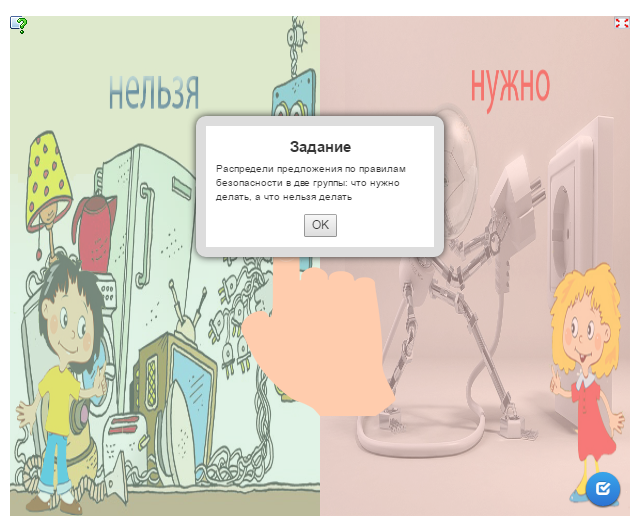 нельзя
нужно
Задание
Распредели предложения по правилам
безопасности в две группы: что нужно
делать, а что нельзя делать
OK